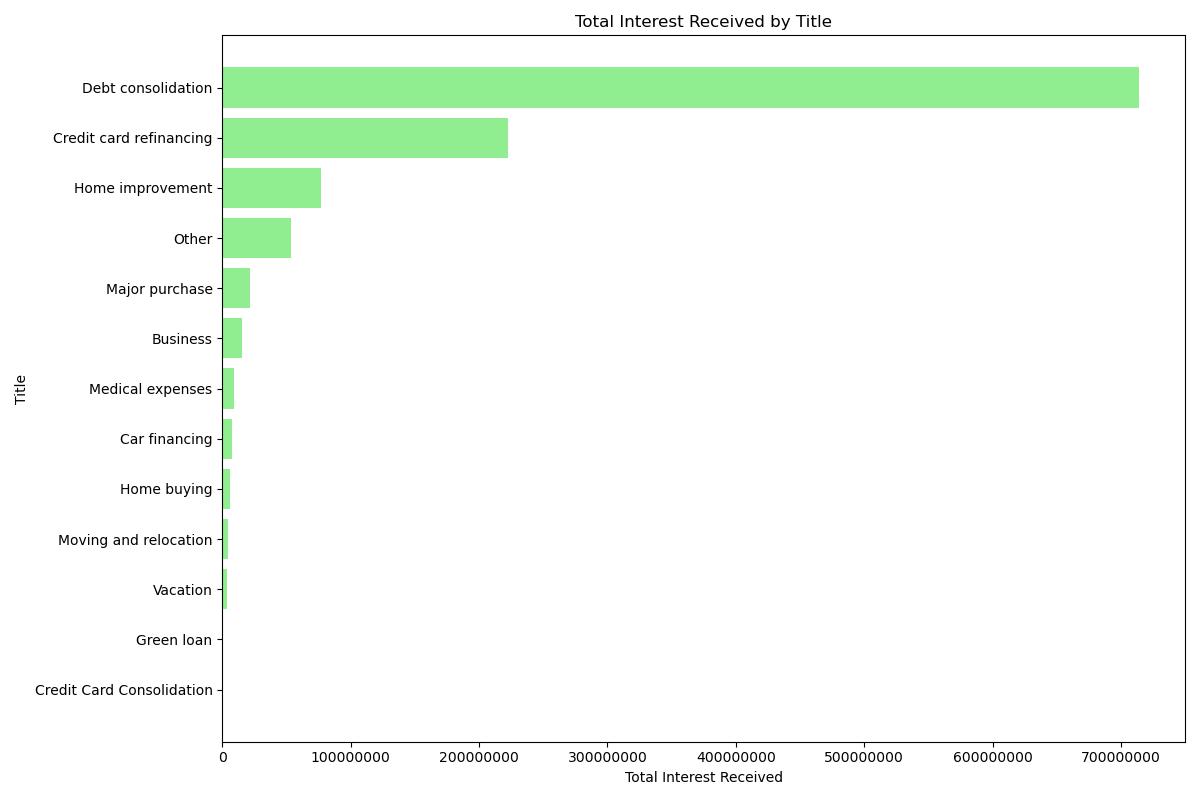 Total Interest Received by Title
Title
Debt consolidation
Credit card refinancing
Home improvement
Other
Major purchase
Business
Medical expenses
Car financing
Home buying
Moving and relocation
Vacation
Green loan
Credit Card Consolidation
0 100000000 200000000 300000000 400000000 500000000 600000000 700000000
Total Interest Received